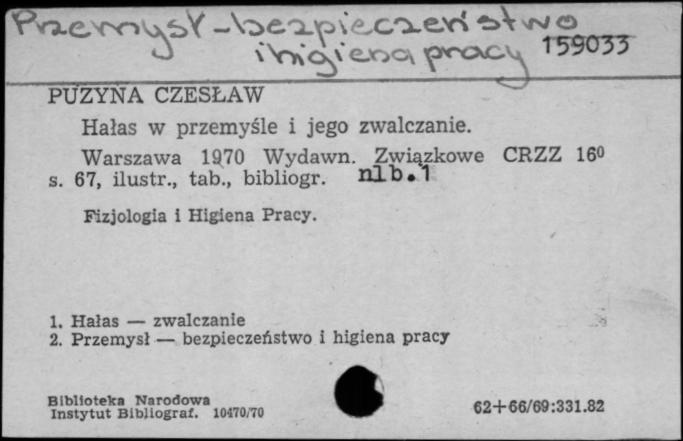 Przemysł-bezpieczeństwo
i higiena pracy 159033
PUZYNA CZESŁAW
Hałas w przemyśle i jego zwalczanie.
Warszawa 1970 Wydawn. Związkowe CRZZ 16⁰
s. 67, ilustr., tab., bibliogr. nlb.1
Fizjologia i Higiena Pracy.
1. Hałas — zwalczanie
2. Przemysł — bezpieczeństwo i higiena pracy
Biblioteka Narodowa
Instytut Bibliograf. 10470/70 62+66/69:331.82